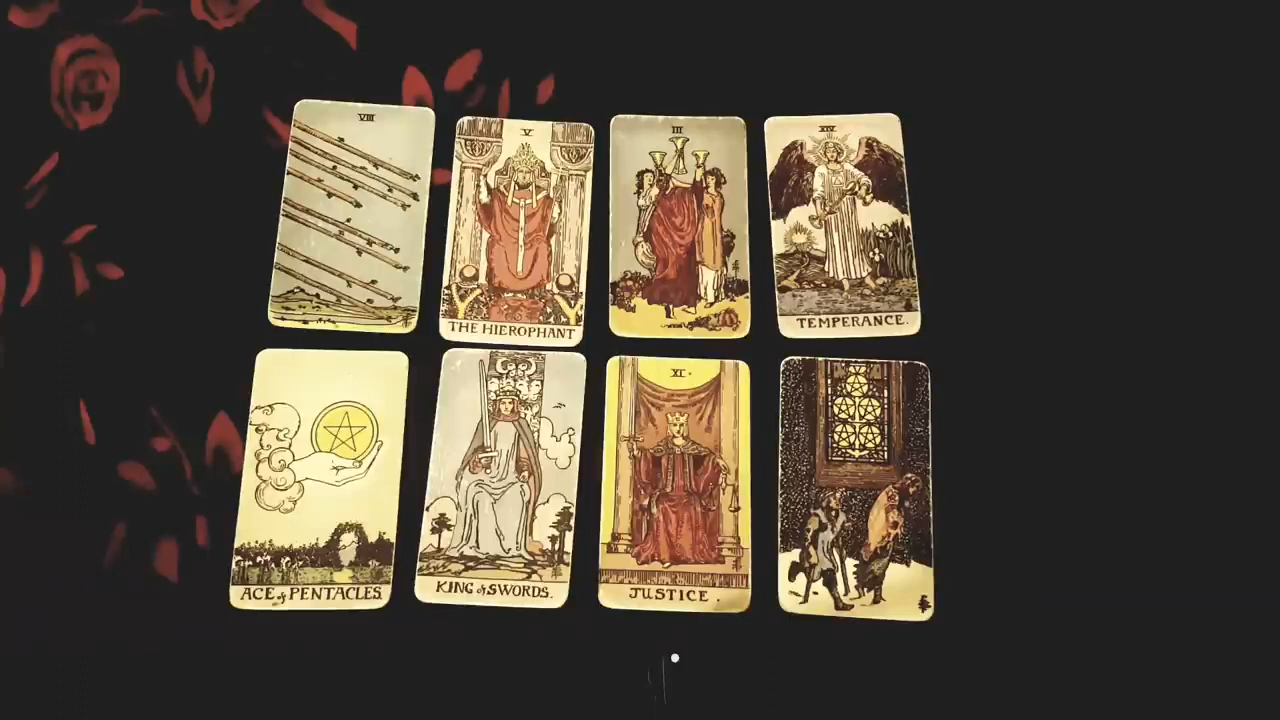 VIII
V
THE HIEROPHANT
III
XIV
TEMPERANCE.
ACE of PENTACLES.
KING of SWORDS.
XI.
JUSTICE.